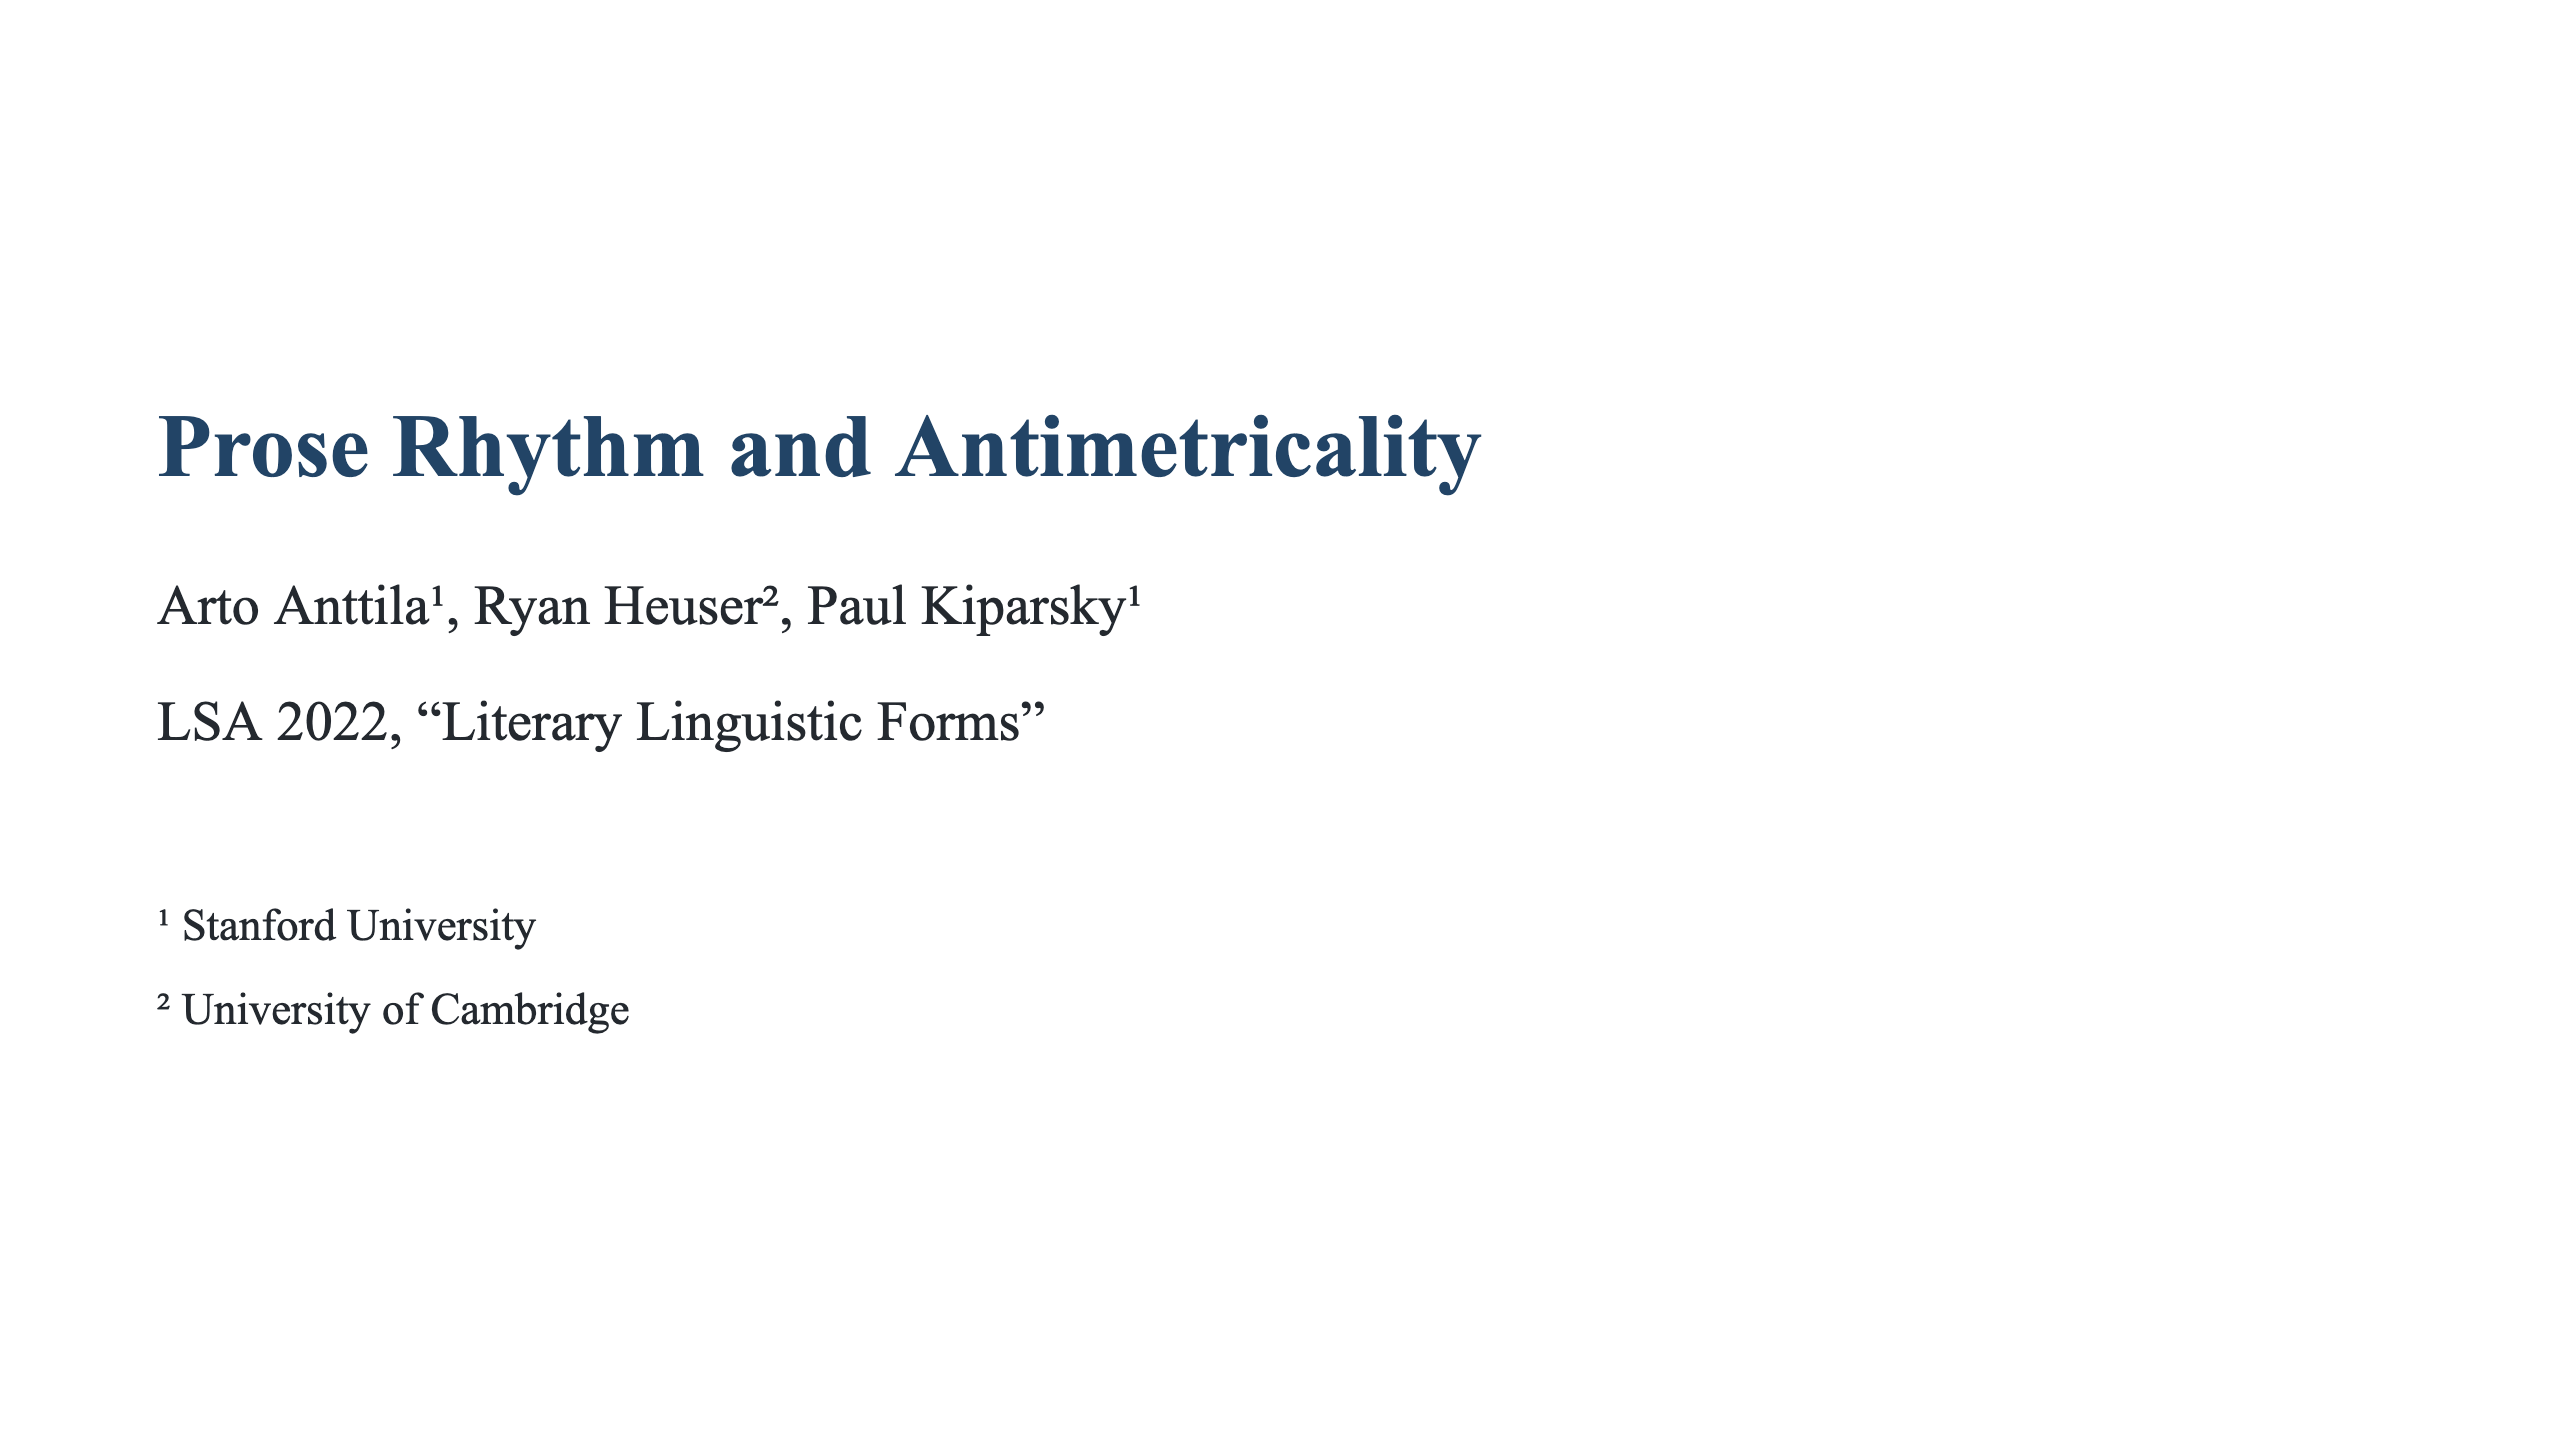 Prose Rhythm and Antimetricality
Arto Anttila¹, Ryan Heuser², Paul Kiparsky¹
LSA 2022, “Literary Linguistic Forms”
¹ Stanford University
² University of Cambridge